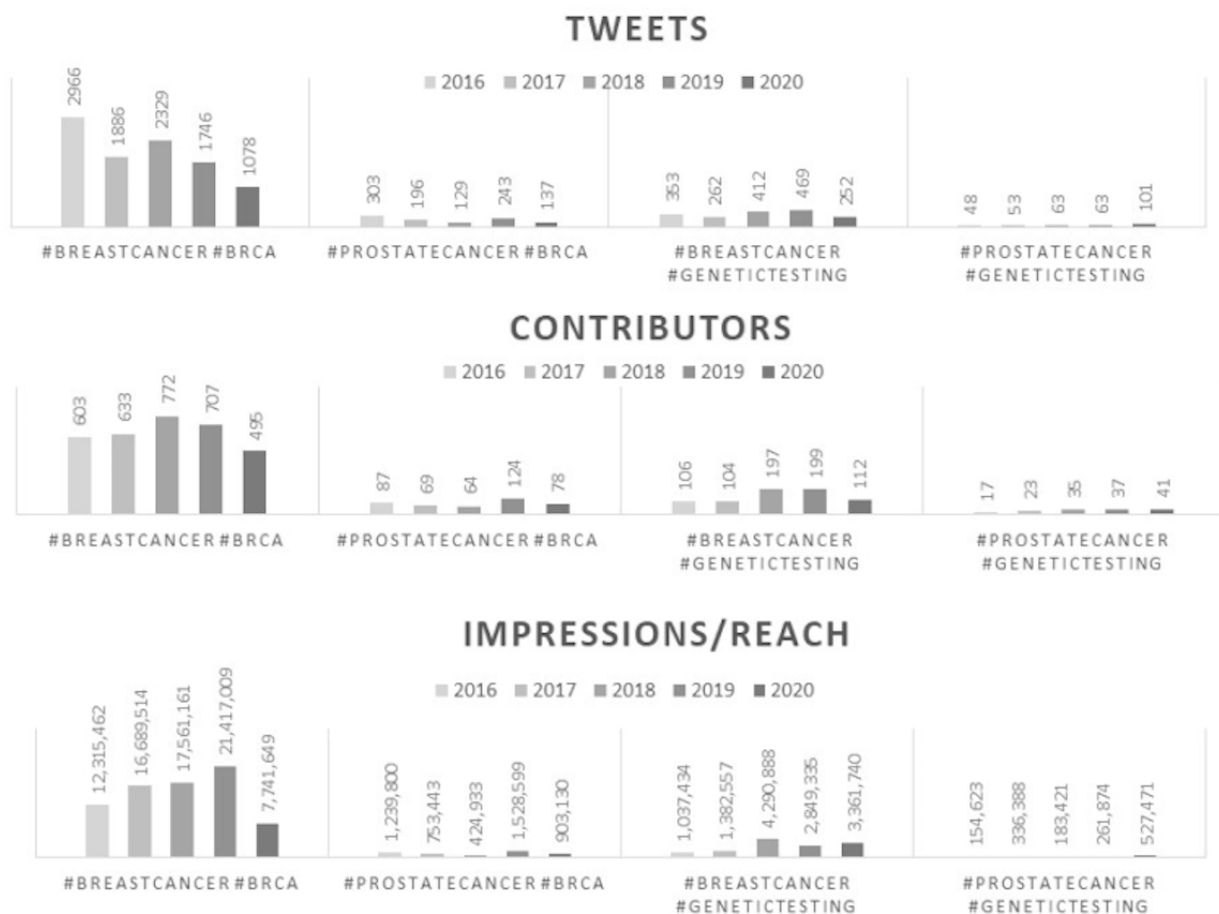 TWEETS
2016 2017 2018 2019 2020
2966 1886 2329 1746 1078
303 196 129 243 137
353 262 412 469 252
48 53 63 63 101
#BREASTCANCER #BRCA
#PROSTATECANCER #BRCA
#BREASTCANCER
#GENETICTESTING
#PROSTATECANCER
#GENETICTESTING
CONTRIBUTORS
2016 2017 2018 2019 2020
603 633 772 707 495
87 69 64 124 78
106 104 197 199 112
17 23 35 37 41
#BREASTCANCER #BRCA
#PROSTATECANCER #BRCA
#BREASTCANCER
#GENETICTESTING
#PROSTATECANCER
#GENETICTESTING
IMPRESSIONS/REACH
2016 2017 2018 2019 2020
12,315,462 16,689,514 17,561,161 21,417,009 7,741,649
1,239,800 753,443 424,933 1,528,599 903,130
1,037,434 1,382,557 4,290,888 2,849,335 3,361,740
154,623 336,388 183,421 261,874 527,471
#BREASTCANCER #BRCA
#PROSTATECANCER #BRCA
#BREASTCANCER
#GENETICTESTING
#PROSTATECANCER
#GENETICTESTING